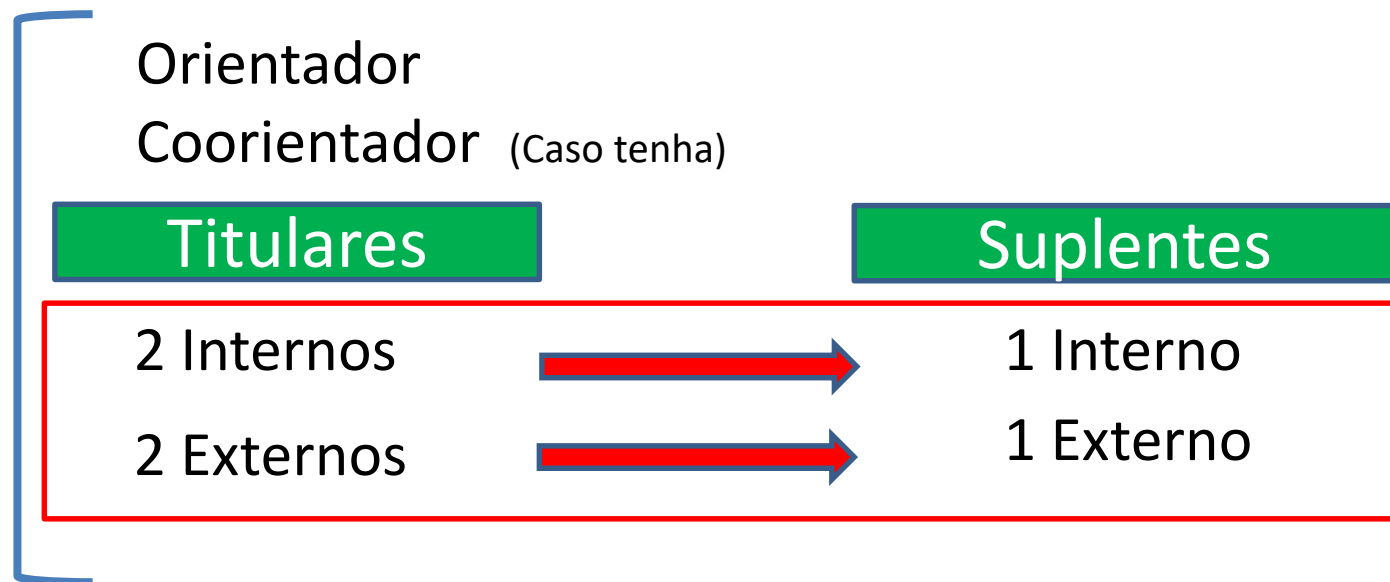 Orientador
Coorientador (Caso tenha)
Titulares Suplentes
2 Internos 1 Interno
2 Externos 1 Externo